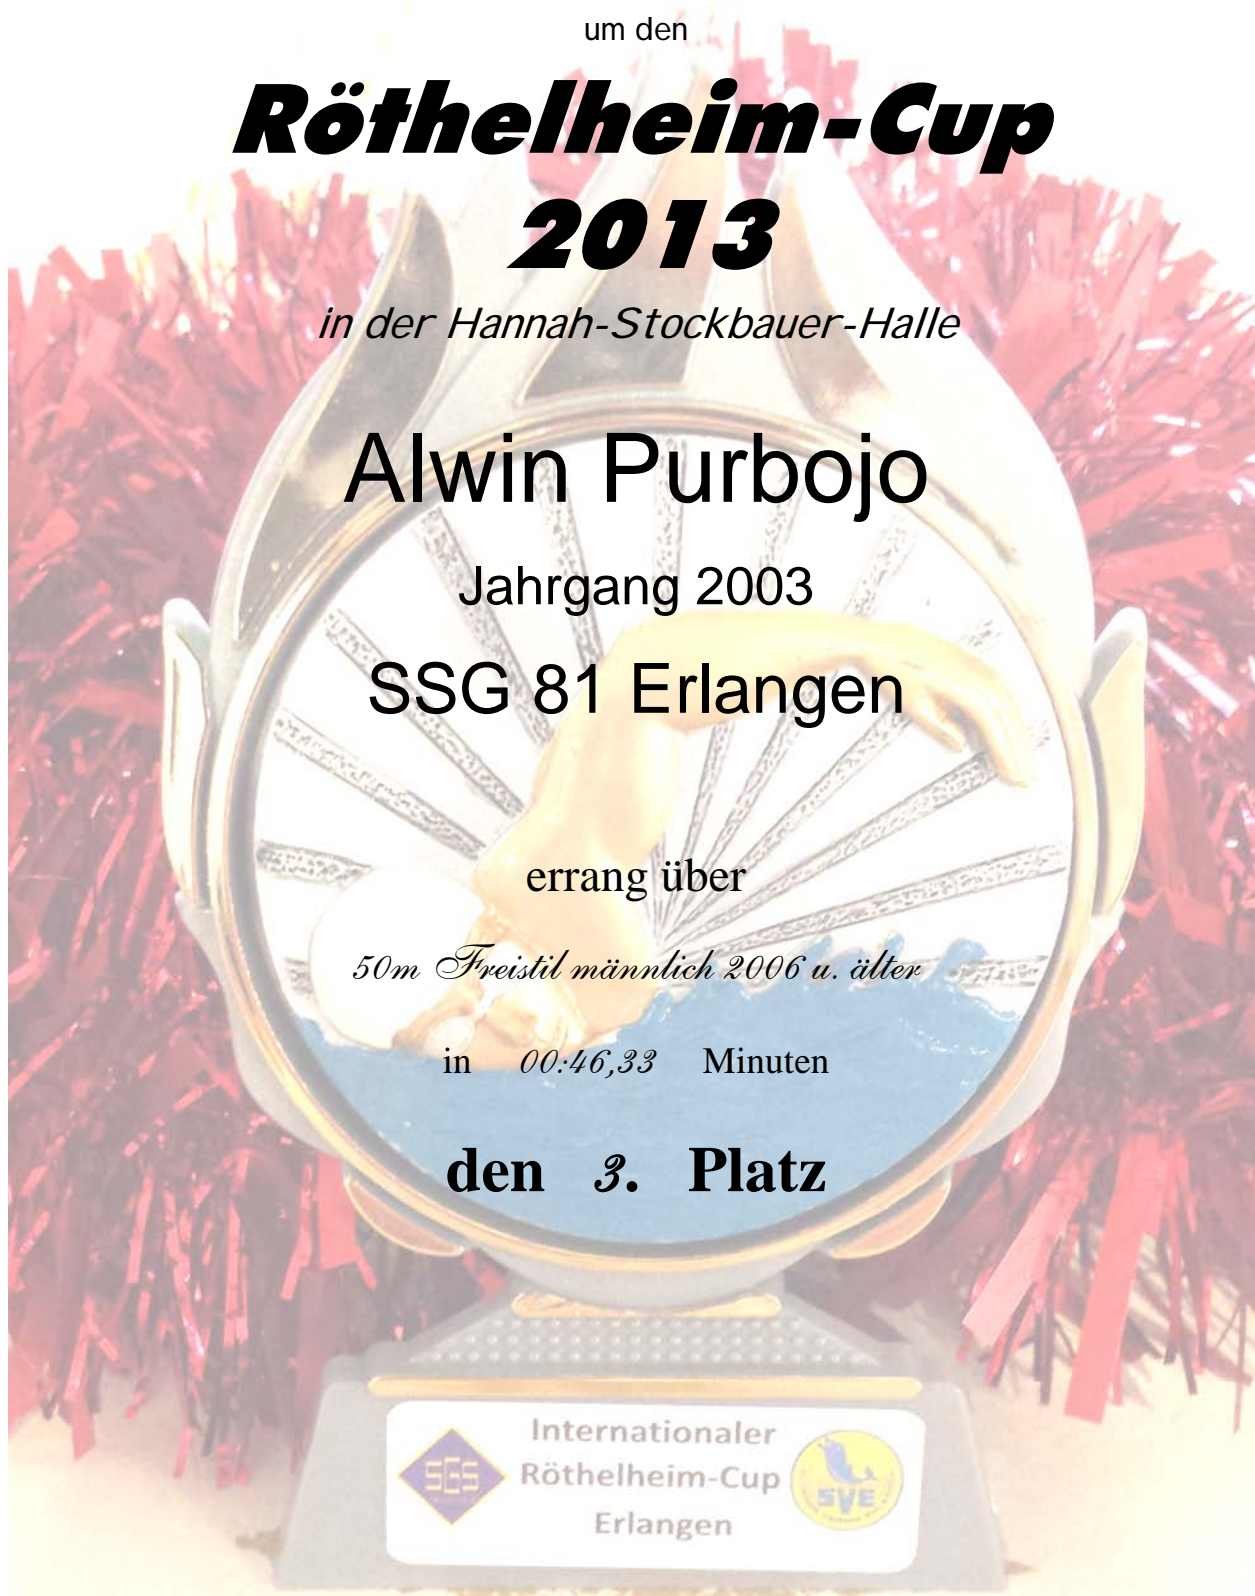 um den
Röthelheim-Cup
2013
in der Hannah-Stockbauer-Halle
Alwin Purbojo
Jahrgang 2003
SSG 81 Erlangen
errang über
50m Freistil männlich 2006 u. älter
in 00:46,33 Minuten
den 3. Platz
Internationaler
SGS Röthelheim-Cup SVE
Erlangen